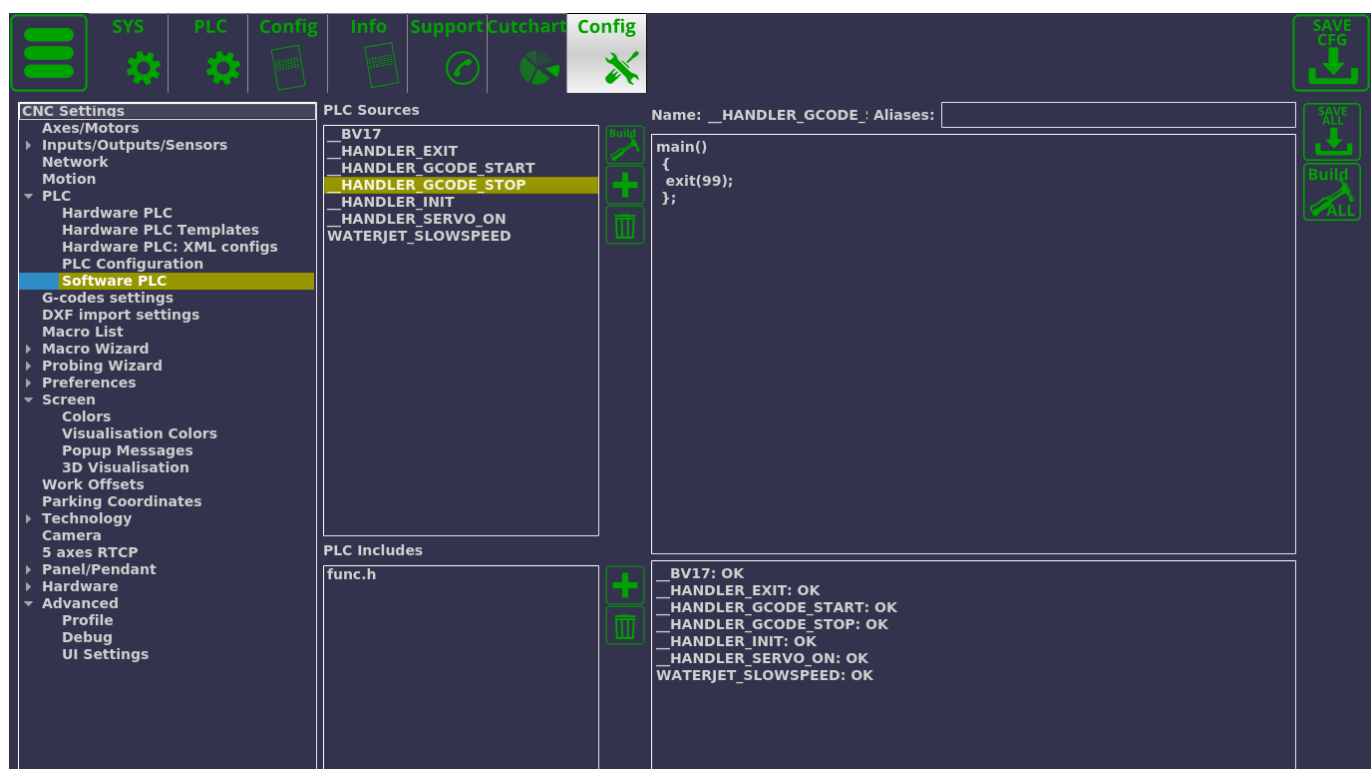 SYS PLC Config Info Support Cutchart Config
SAVE CFG
CNC Settings
Axes/Motors
Inputs/Outputs/Sensors
Network
Motion
PLC
Hardware PLC
Hardware PLC Templates
Hardware PLC: XML configs
PLC Configuration
Software PLC
G-codes settings
DXF import settings
Macro List
Macro Wizard
Probing Wizard
Preferences
Screen
Colors
Visualisation Colors
Popup Messages
3D Visualisation
Work Offsets
Parking Coordinates
Technology
Camera
5 axes RTCP
Panel/Pendant
Hardware
Advanced
Profile
Debug
UI Settings
PLC Sources
__BV17
__HANDLER_EXIT
__HANDLER_GCODE_START
__HANDLER_GCODE_STOP
__HANDLER_INIT
__HANDLER_SERVO_ON
WATERJET_SLOWSPEED
Build
PLC Includes
func.h
Name: __HANDLER_GCODE_ Aliases:
main()
{
exit(99);
};
SAVE ALL
Build ALL
__BV17: OK
__HANDLER_EXIT: OK
__HANDLER_GCODE_START: OK
__HANDLER_GCODE_STOP: OK
__HANDLER_INIT: OK
__HANDLER_SERVO_ON: OK
WATERJET_SLOWSPEED: OK